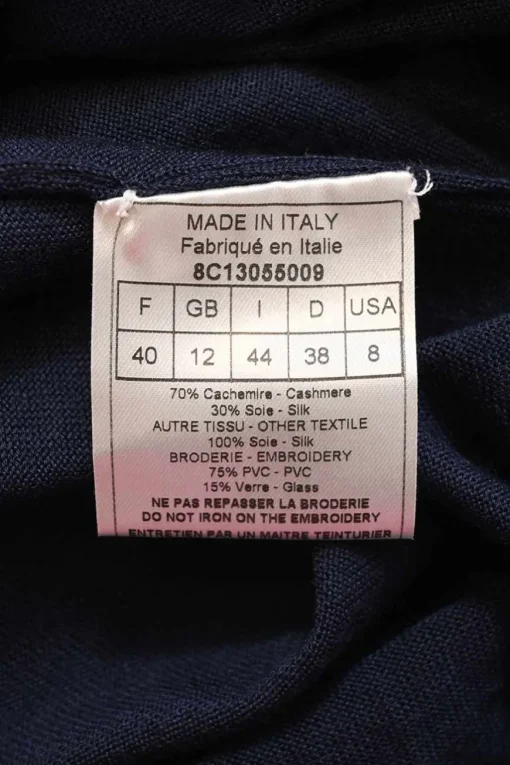 MADE IN ITALY
Fabriqué en Italie
8C13055009
F GB I D USA
40 12 44 38 8
70% Cachemire - Cashmere
30% Soie - Silk
AUTRE TISSU - OTHER TEXTILE
100% Soie - Silk
BRODERIE - EMBROIDERY
75% PVC - PVC
15% Verre - Glass
NE PAS REPASSER LA BRODERIE
DO NOT IRON ON THE EMBROIDERY
ENTRETIEN PAR UN MAITRE TEINTURIER